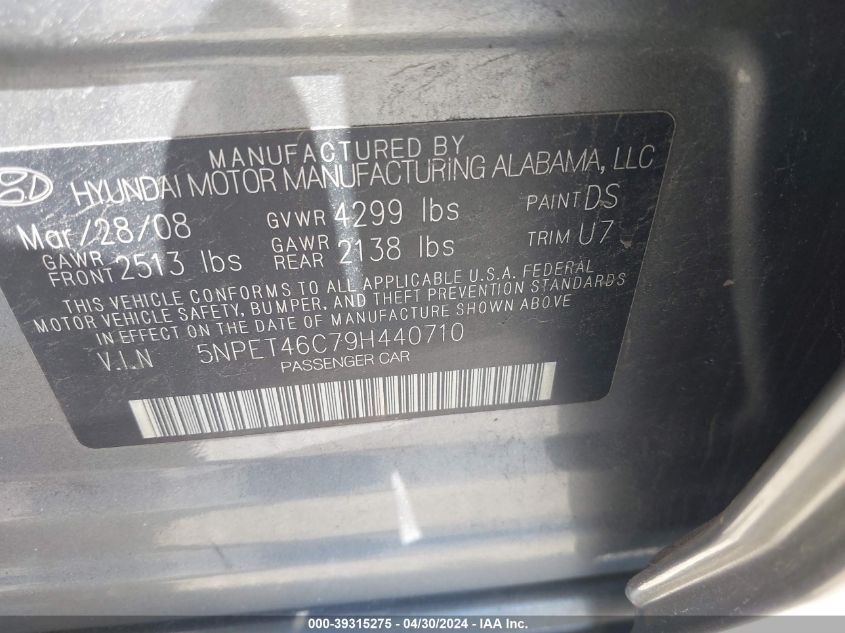 MANUFACTURED BY
HYUNDAI MOTOR MANUFACTURING ALABAMA, LLC
Mar/28/08 GVWR 4299 lbs PAINT DS
GAWR FRONT 2513 lbs GAWR REAR 2138 lbs TRIM U7
THIS VEHICLE CONFORMS TO ALL APPLICABLE U.S.A. FEDERAL
MOTOR VEHICLE SAFETY, BUMPER, AND THEFT PREVENTION STANDARDS
IN EFFECT ON THE DATE OF MANUFACTURE SHOWN ABOVE
V.I.N 5NPET46C79H440710
PASSENGER CAR
000-39315275 - 04/30/2024 - IAA Inc.